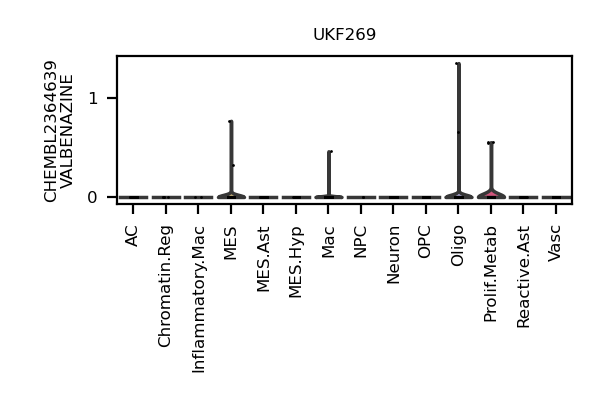 UKF269
CHEMBL2364639
VALBENAZINE
1
0
AC
Chromatin.Reg
Inflammatory.Mac
MES
MES.Ast
MES.Hyp
Mac
NPC
Neuron
OPC
Oligo
Prolif.Metab
Reactive.Ast
Vasc